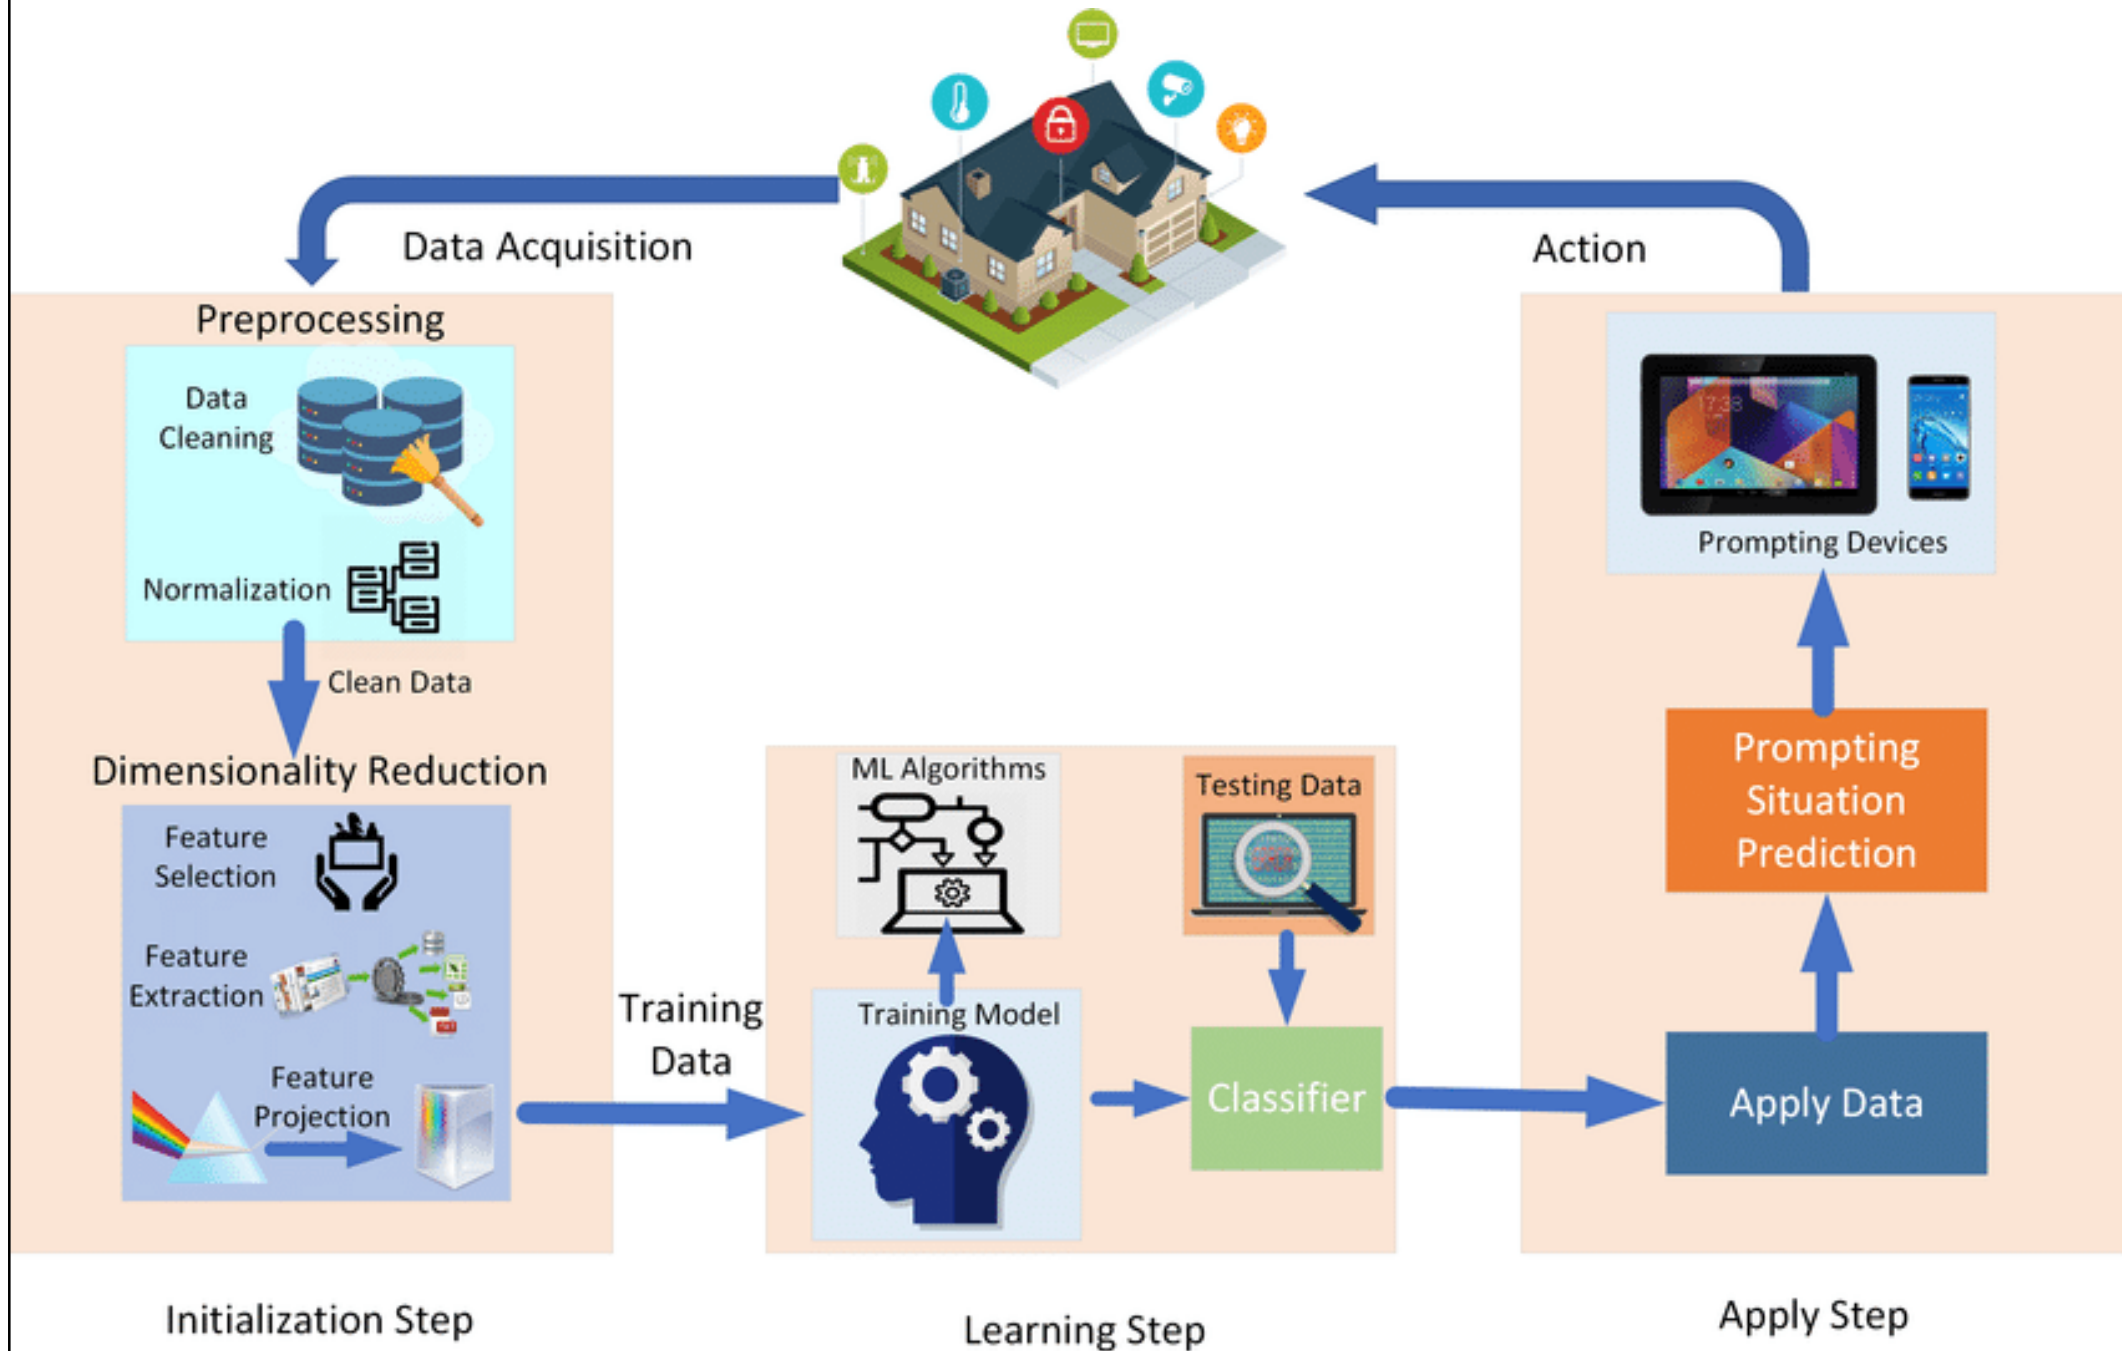 Data Acquisition
Action
Preprocessing
Data
Cleaning
Normalization
Clean Data
Dimensionality Reduction
Feature
Selection
Feature
Extraction
Feature
Projection
Training
Data
ML Algorithms
Testing Data
Training Model
Classifier
17:38
Prompting Devices
Prompting
Situation
Prediction
Apply Data
Initialization Step
Learning Step
Apply Step